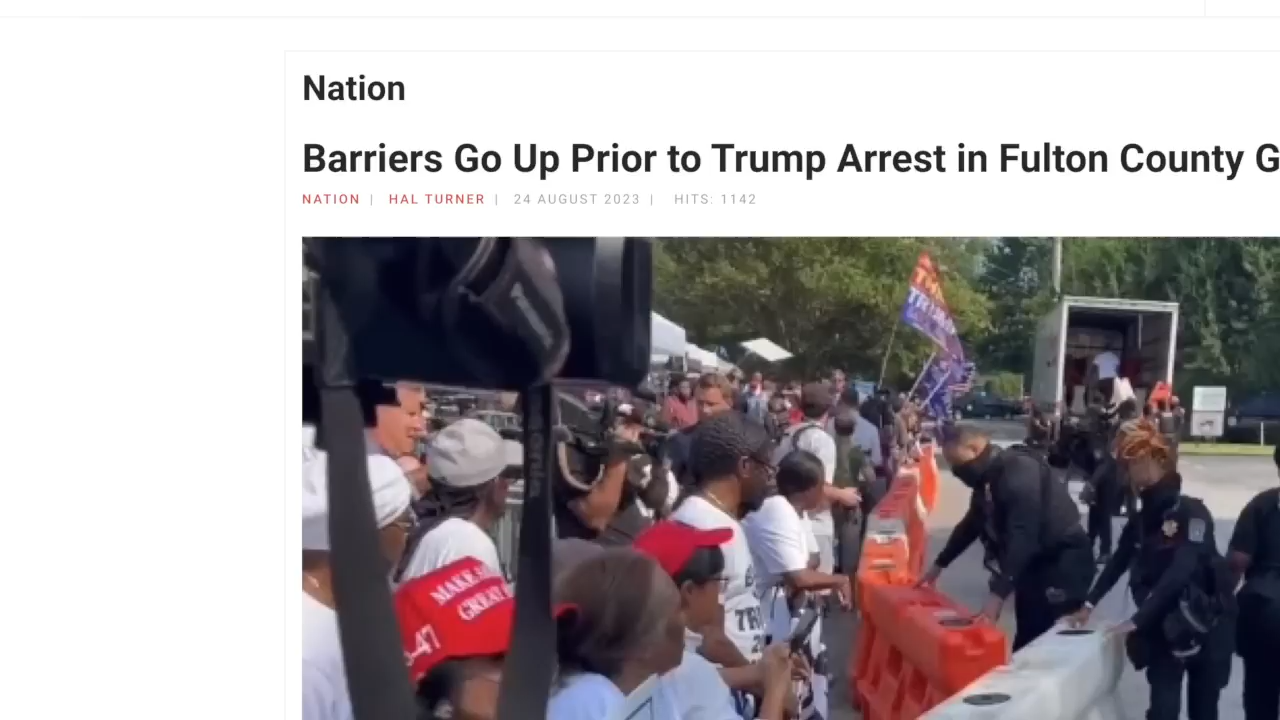 Nation
Barriers Go Up Prior to Trump Arrest in Fulton County G
NATION | HAL TURNER | 24 AUGUST 2023 | HITS: 1142
TRUMP
MAKE
GREAT
-47